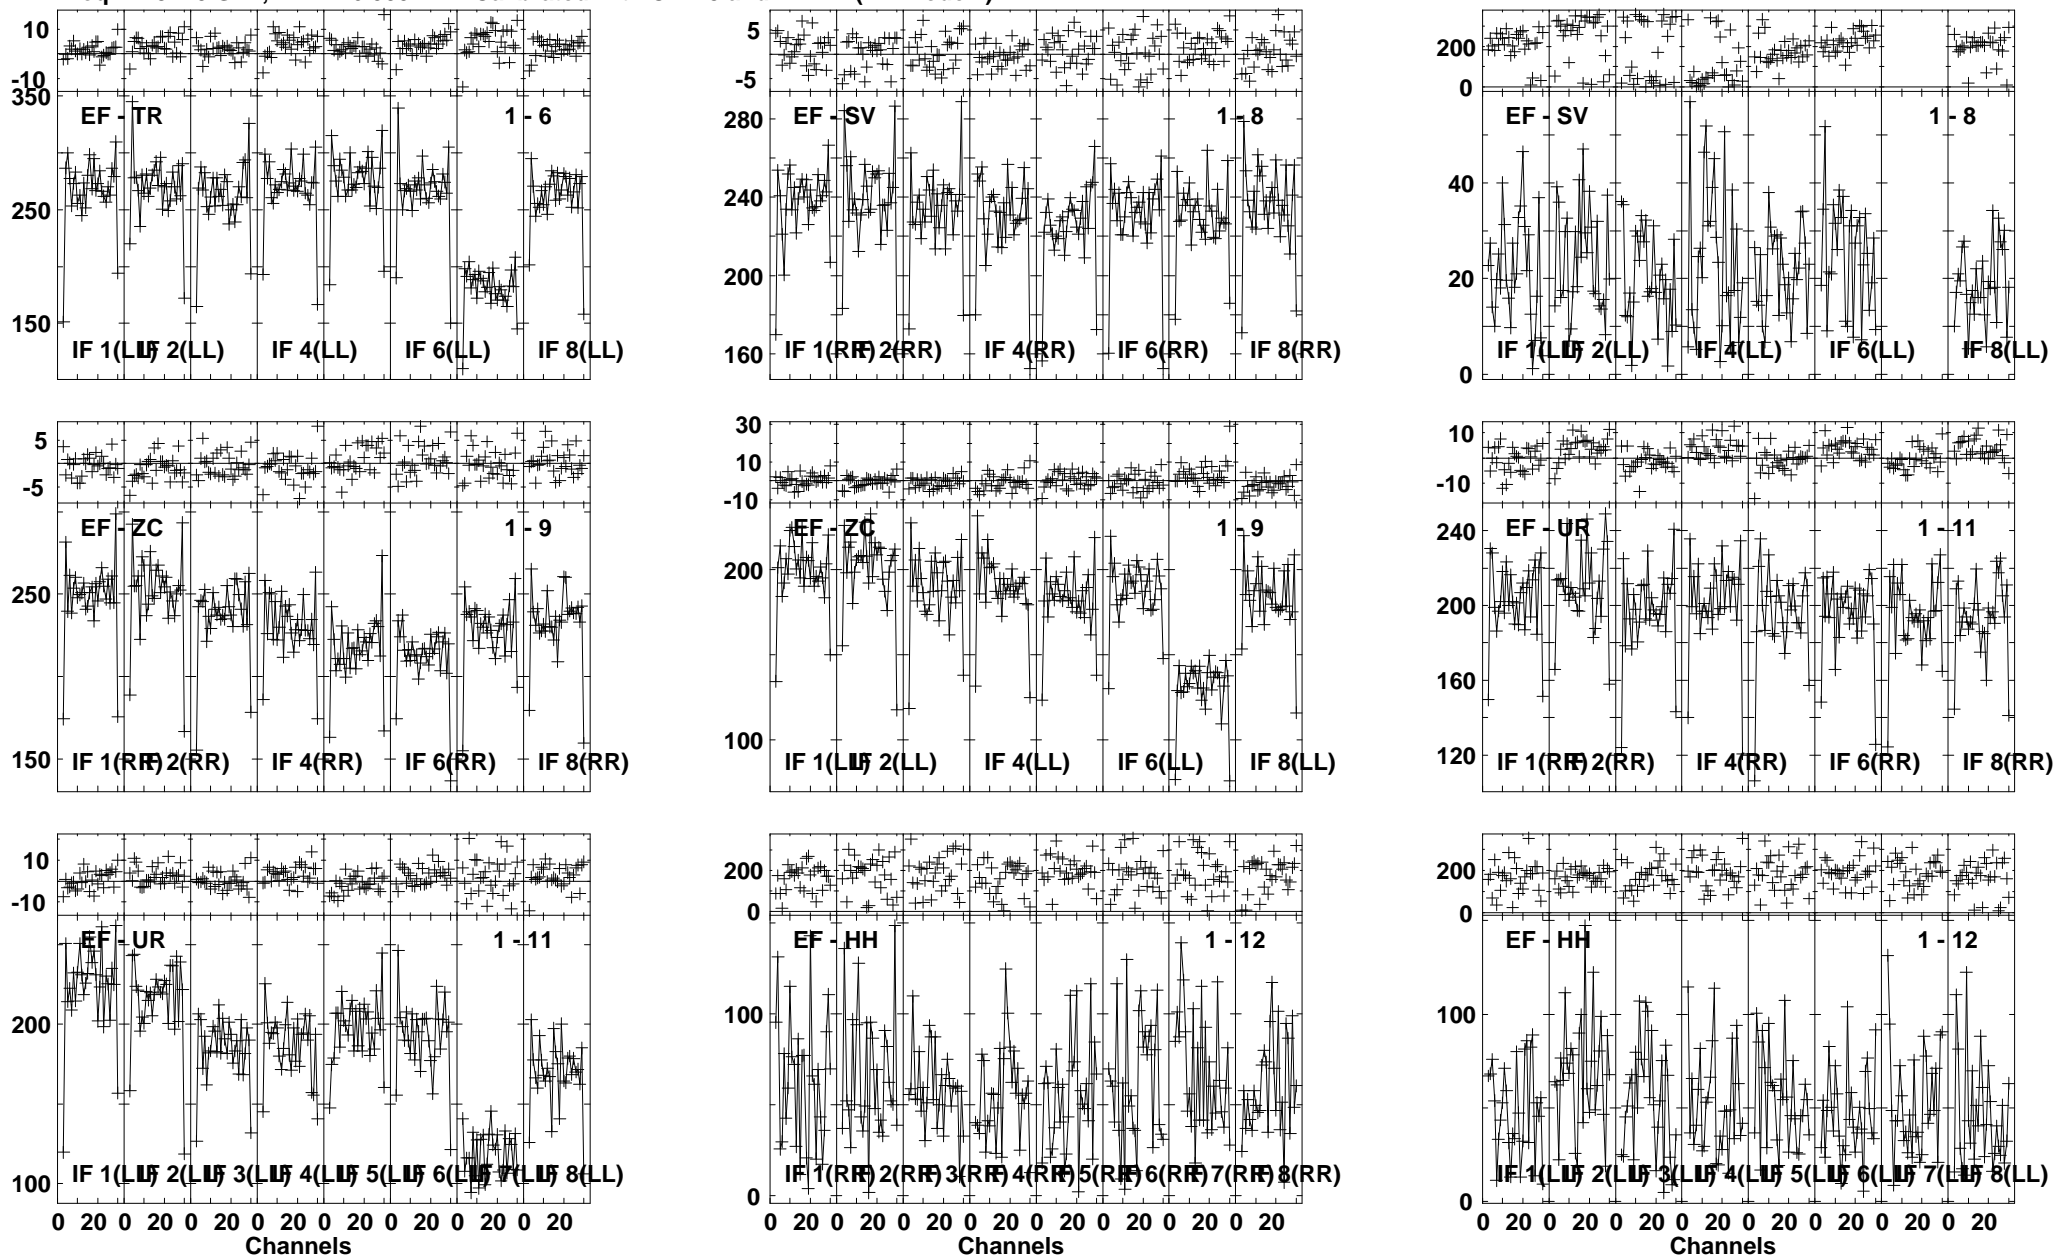 10
-10
350
250
150
EF - TR
1 - 6
IF 1(LL)
IF 2(LL)
IF 4(LL)
IF 6(LL)
IF 8(LL)
5
-5
280
240
200
160
EF - SV
1 - 8
IF 1(RR)
IF 2(RR)
IF 4(RR)
IF 6(RR)
IF 8(RR)
200
0
40
20
0
EF - SV
1 - 8
IF 1(LL)
IF 2(LL)
IF 4(LL)
IF 6(LL)
IF 8(LL)
5
-5
250
150
EF - ZC
1 - 9
IF 1(RR)
IF 2(RR)
IF 4(RR)
IF 6(RR)
IF 8(RR)
30
10
-10
200
100
EF - ZC
1 - 9
IF 1(LL)
IF 2(LL)
IF 4(LL)
IF 6(LL)
IF 8(LL)
10
-10
240
200
160
120
EF - UR
1 - 11
IF 1(RR)
IF 2(RR)
IF 4(RR)
IF 6(RR)
IF 8(RR)
10
-10
200
100
EF - UR
1 - 11
IF 1(LL)
IF 2(LL)
IF 3(LL)
IF 4(LL)
IF 5(LL)
IF 6(LL)
IF 7(LL)
IF 8(LL)
0 20 0 20 0 20 0 20 0 20 0 20 0 20 0 20
Channels
200
0
100
0
EF - HH
1 - 12
IF 1(RR)
IF 2(RR)
IF 3(RR)
IF 4(RR)
IF 5(RR)
IF 6(RR)
IF 7(RR)
IF 8(RR)
0 20 0 20 0 20 0 20 0 20 0 20 0 20 0 20
Channels
200
0
100
0
EF - HH
1 - 12
IF 1(LL)
IF 2(LL)
IF 3(LL)
IF 4(LL)
IF 5(LL)
IF 6(LL)
IF 7(LL)
IF 8(LL)
0 20 0 20 0 20 0 20 0 20 0 20 0 20 0 20
Channels